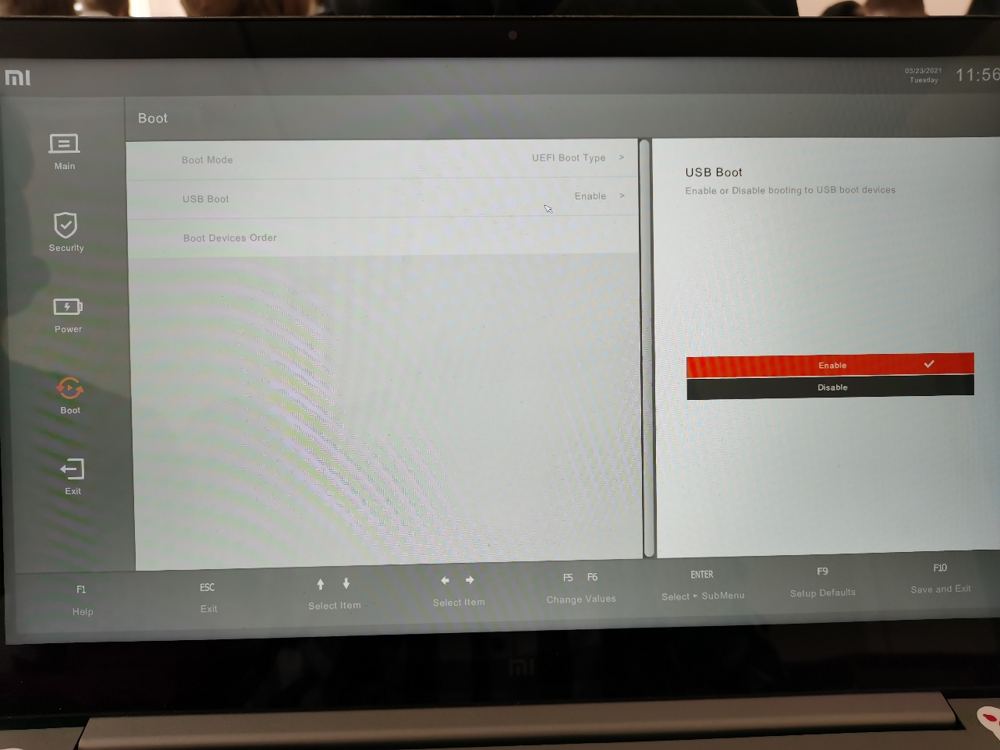 mi
03/23/2021
Tuesday
11:56
Boot
Main
Security
Power
Boot
Exit
Boot Mode
UEFI Boot Type >
USB Boot
Enable >
Boot Devices Order
USB Boot
Enable or Disable booting to USB boot devices
Enable
Disable
F1
Help
ESC
Exit
Select Item
Select Item
F5 F6
Change Values
ENTER
Select ▸ SubMenu
F9
Setup Defaults
F10
Save and Exit
mi